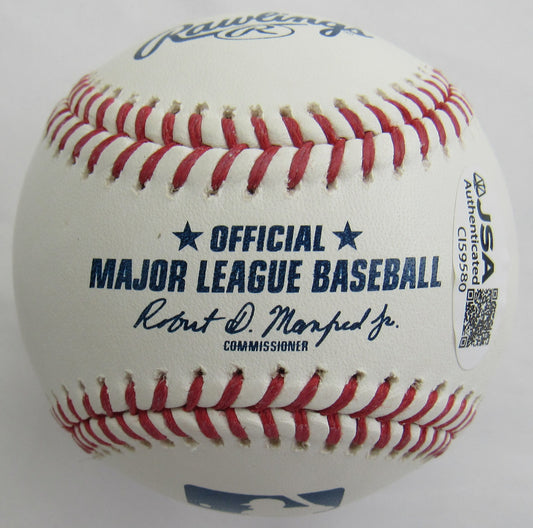 Rawlings
®
★ OFFICIAL ★
MAJOR LEAGUE BASEBALL
Robert D. Manfred Jr.
COMMISSIONER
JSA
Authenticated
CI59580